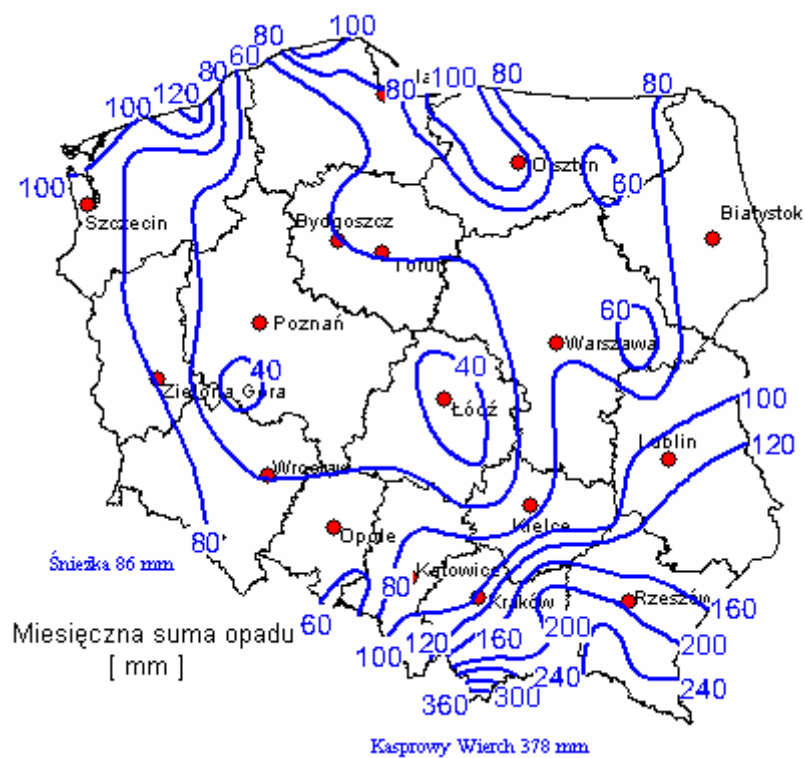 100
80
60
80
100
120
80
100
80
80
100
60
Szczecin
Olsztyn
Białystok
Bydgoszcz
Toruń
60
Poznań
Warszawa
40
40
Zielona Góra
Łódź
100
Lublin
120
Wrocław
80
Opole
Kielce
Śnieżka 86 mm
Katowice
80
Kraków
Rzeszów
160
60
Miesięczna suma opadu
[ mm ]
100
120
160
200
200
240
240
360
300
Kasprowy Wierch 378 mm